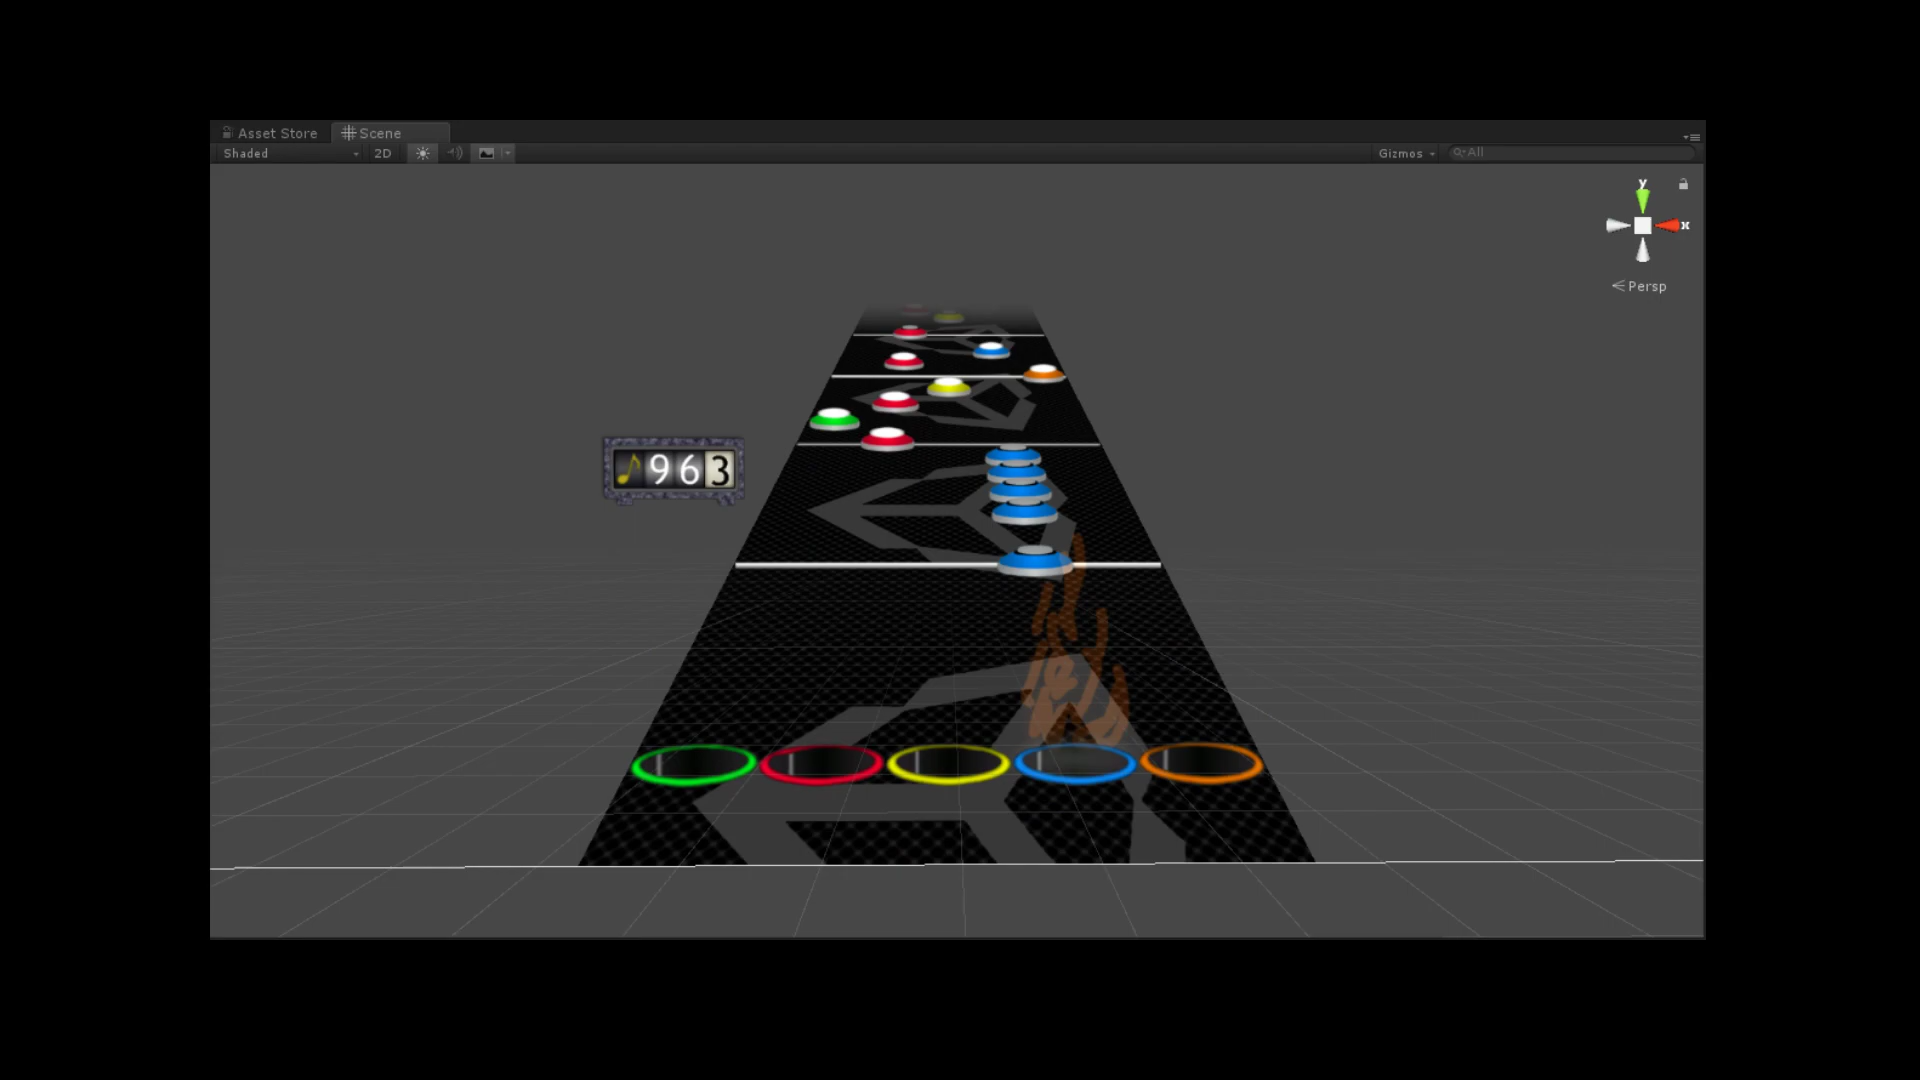 Asset Store Scene
Shaded 2D Gizmos All
y
x
Persp
963